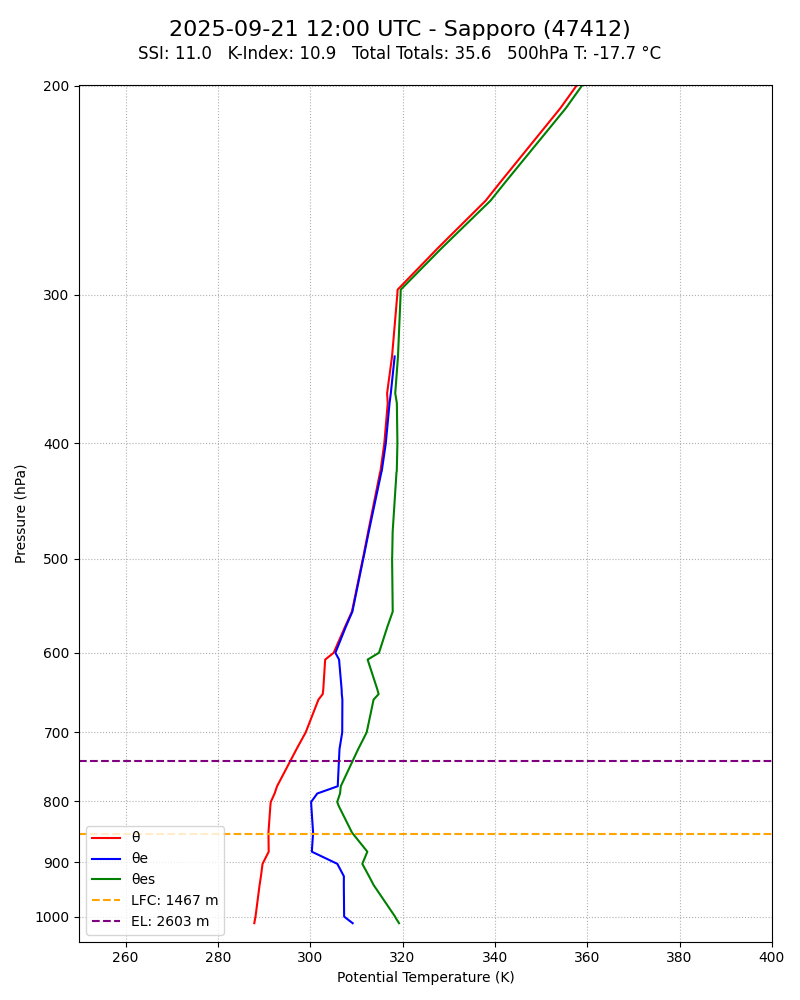 2025-09-21 12:00 UTC - Sapporo (47412)
SSI: 11.0   K-Index: 10.9   Total Totals: 35.6   500hPa T: -17.7 °C
200
300
400
500
600
700
800
900
1000
Pressure (hPa)
θ
θe
θes
LFC: 1467 m
EL: 2603 m
260 280 300 320 340 360 380 400
Potential Temperature (K)